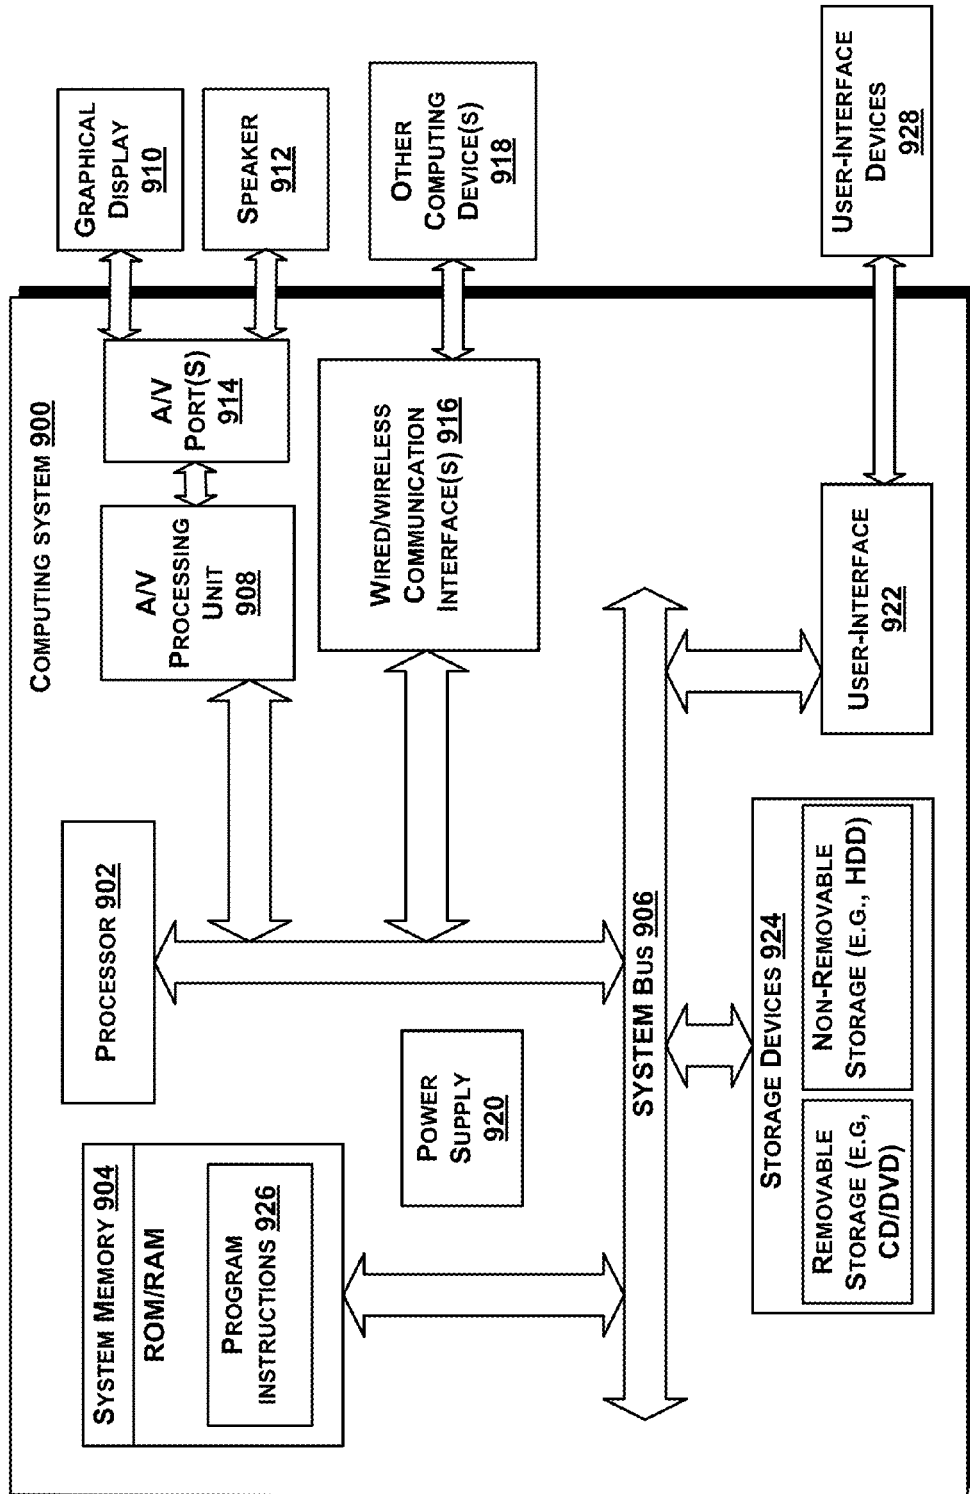 COMPUTING SYSTEM 900
SYSTEM MEMORY 904
ROM/RAM
PROGRAM
INSTRUCTIONS 926
PROCESSOR 902
A/V
PROCESSING
UNIT
908
A/V
PORT(S)
914
GRAPHICAL
DISPLAY
910
SPEAKER
912
WIRED/WIRELESS
COMMUNICATION
INTERFACE(S) 916
OTHER
COMPUTING
DEVICE(S)
918
POWER
SUPPLY
920
SYSTEM BUS 906
STORAGE DEVICES 924
REMOVABLE
STORAGE (E.G,
CD/DVD)
NON-REMOVABLE
STORAGE (E.G., HDD)
USER-INTERFACE
922
USER-INTERFACE
DEVICES
928